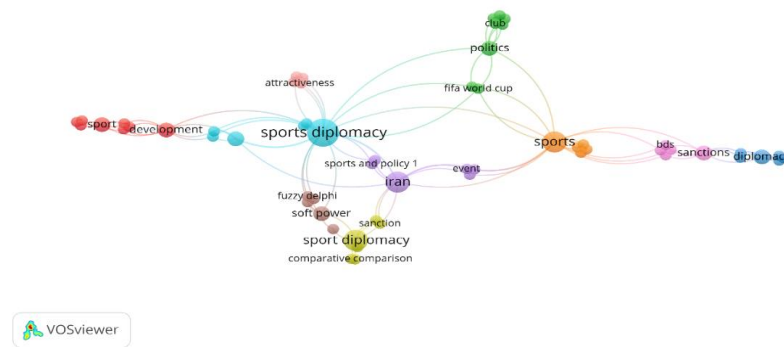 club
politics
attractiveness
fifa world cup
sport
development
sports diplomacy
sports
bds
sanctions
diplomac
sports and policy 1
event
iran
fuzzy delphi
soft power
sanction
sport diplomacy
comparative comparison
VOSviewer